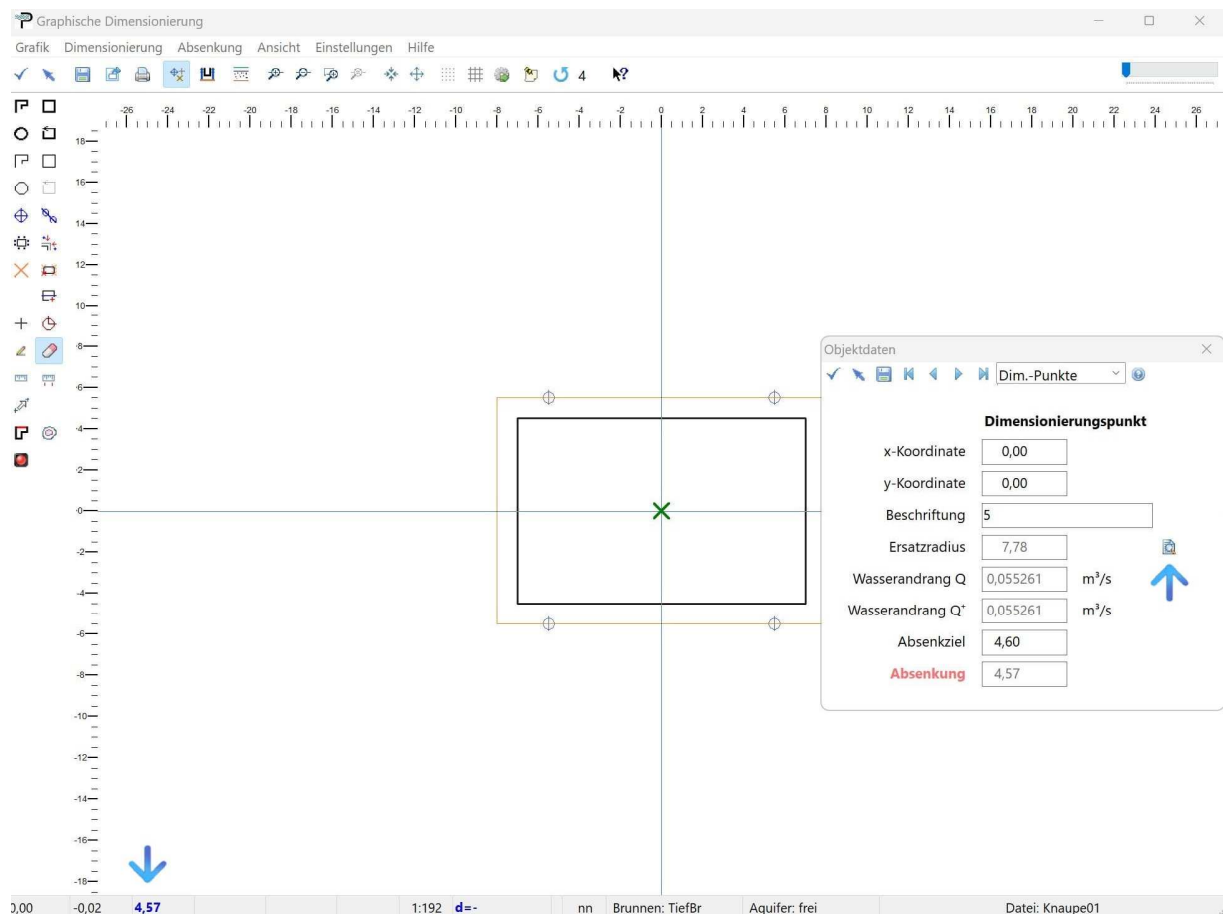 Graphische Dimensionierung
Grafik Dimensionierung Absenkung Ansicht Einstellungen Hilfe
4
-26 -24 -22 -20 -18 -16 -14 -12 -10 -8 -6 -4 -2 0 2 4 6 8 10 12 14 16 18 20 22 24 26
18
16
14
12
10
8
6
4
2
0
-2
-4
-6
-8
-10
-12
-14
-16
-18
Objektdaten
Dim.-Punkte
Dimensionierungspunkt
x-Koordinate 0,00
y-Koordinate 0,00
Beschriftung 5
Ersatzradius 7,78
Wasserandrang Q 0,055261 m³/s
Wasserandrang Q⁺ 0,055261 m³/s
Absenkziel 4,60
Absenkung 4,57
0,00 -0,02 4,57 1:192 d=- nn Brunnen: TiefBr Aquifer: frei Datei: Knaupe01